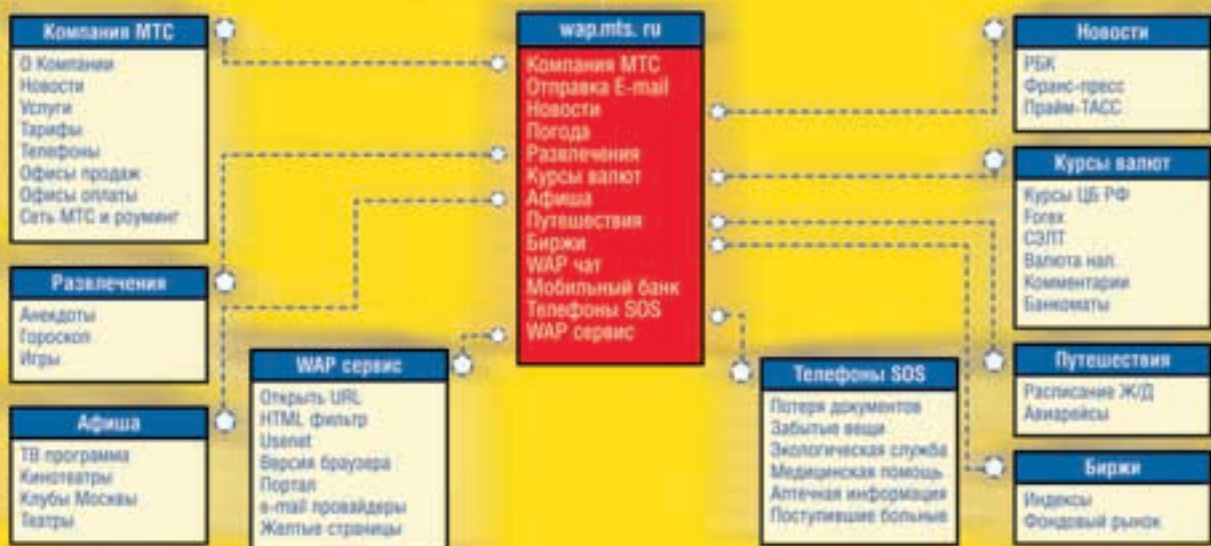 Компания МТС
О Компании
Новости
Услуги
Тарифы
Телефоны
Офисы продаж
Офисы оплаты
Сеть МТС и роуминг
Развлечения
Анекдоты
Гороскоп
Игры
Афиша
ТВ программа
Кинотеатры
Клубы Москвы
Театры
WAP сервис
Открыть URL
HTML фильтр
Usenet
Версия браузера
Портал
e-mail провайдеры
Желтые страницы
wap.mts. ru
Компания МТС
Отправка E-mail
Новости
Погода
Развлечения
Курсы валют
Афиша
Путешествия
Биржи
WAP чат
Мобильный банк
Телефоны SOS
WAP сервис
Телефоны SOS
Потеря документов
Забытые вещи
Экологическая служба
Медицинская помощь
Аптечная информация
Поступившие больные
Новости
РБК
Франс-пресс
Прайм-ТАСС
Курсы валют
Курсы ЦБ РФ
Forex
СЭЛТ
Валюта нал.
Комментарии
Банкоматы
Путешествия
Расписание Ж/Д
Авиарейсы
Биржи
Индексы
Фондовый рынок